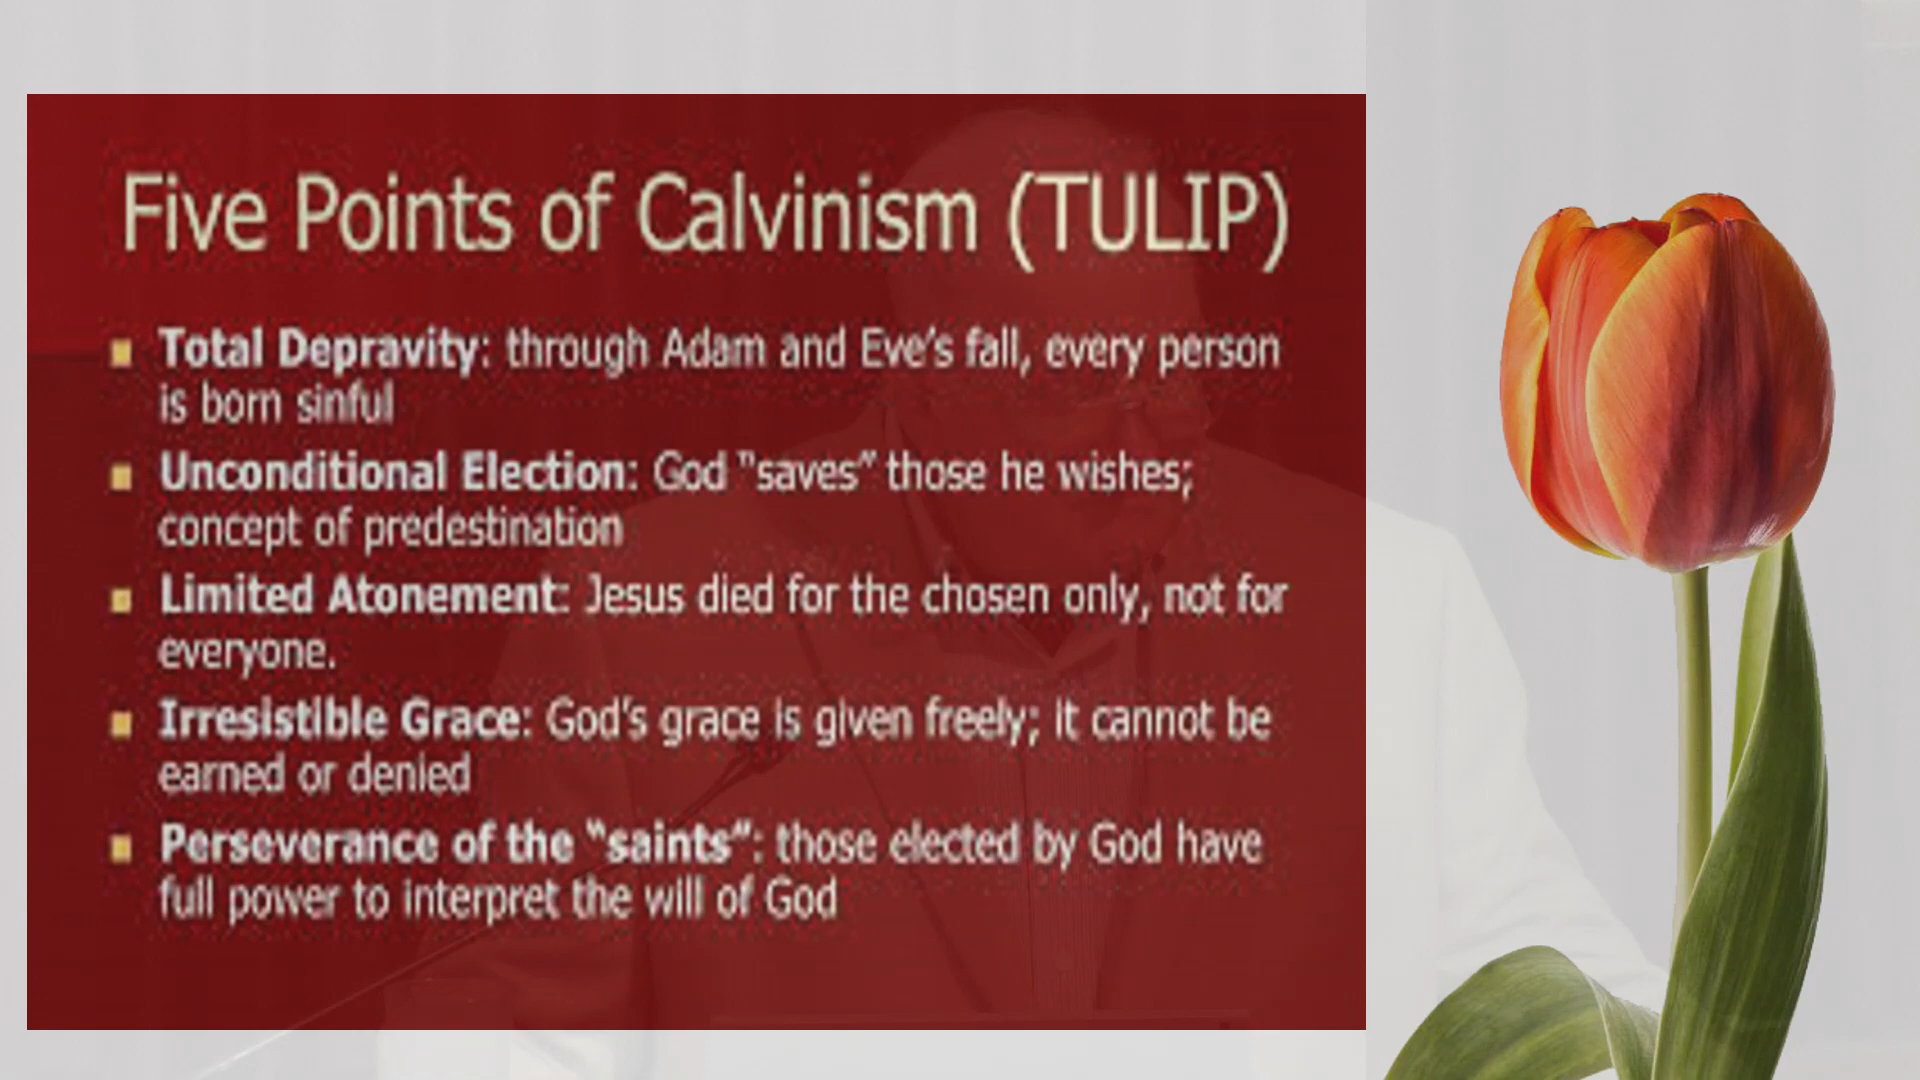 Five Points of Calvinism (TULIP)
▪ Total Depravity: through Adam and Eve's fall, every person
is born sinful
▪ Unconditional Election: God "saves" those he wishes;
concept of predestination
▪ Limited Atonement: Jesus died for the chosen only, not for
everyone.
▪ Irresistible Grace: God's grace is given freely; it cannot be
earned or denied
▪ Perseverance of the "saints": those elected by God have
full power to interpret the will of God